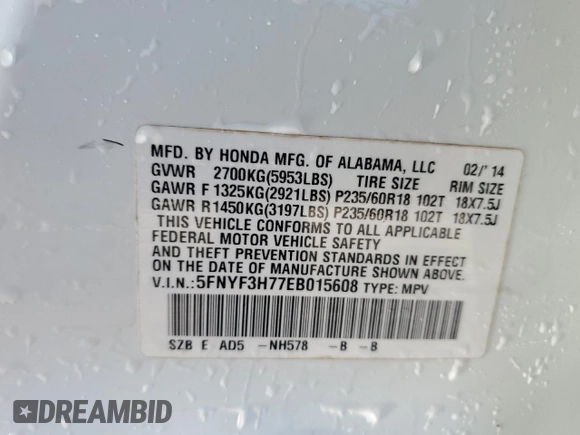 MFD. BY HONDA MFG. OF ALABAMA, LLC 02/'14
GVWR 2700KG(5953LBS) TIRE SIZE RIM SIZE
GAWR F 1325KG(2921LBS) P235/60R18 102T 18X7.5J
GAWR R1450KG(3197LBS) P235/60R18 102T 18X7.5J
THIS VEHICLE CONFORMS TO ALL APPLICABLE
FEDERAL MOTOR VEHICLE SAFETY
AND THEFT PREVENTION STANDARDS IN EFFECT
ON THE DATE OF MANUFACTURE SHOWN ABOVE.
V.I.N.:5FNYF3H77EB015608 TYPE: MPV
SZB E AD5 -NH578 -B -B
DREAMBID